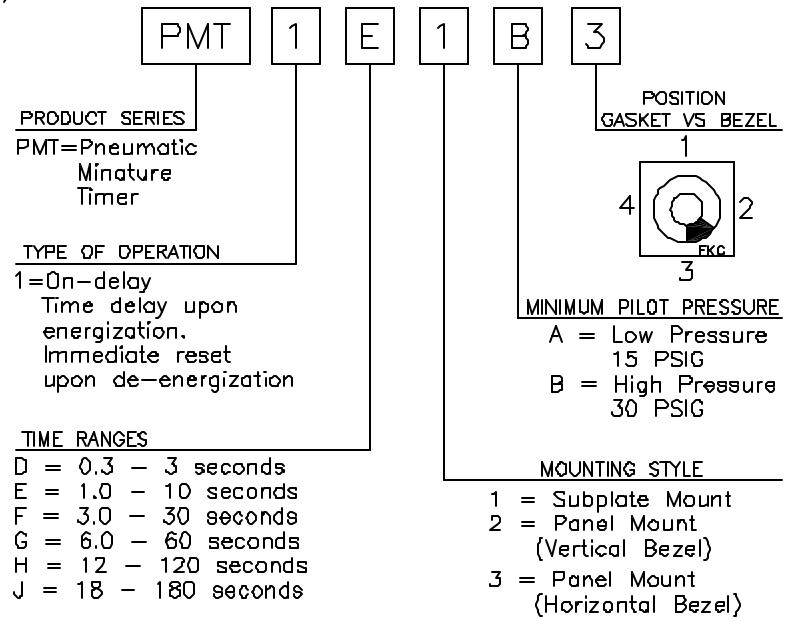 PMT 1 E 1 B 3
PRODUCT SERIES
PMT=Pneumatic
Minature
Timer
TYPE OF OPERATION
1=On-delay
Time delay upon
energization.
Immediate reset
upon de-energization
TIME RANGES
D = 0.3 - 3 seconds
E = 1.0 - 10 seconds
F = 3.0 - 30 seconds
G = 6.0 - 60 seconds
H = 12 - 120 seconds
J = 18 - 180 seconds
POSITION
GASKET VS BEZEL
1
4 2
FKG
3
MINIMUM PILOT PRESSURE
A = Low Pressure
15 PSIG
B = High Pressure
30 PSIG
MOUNTING STYLE
1 = Subplate Mount
2 = Panel Mount
(Vertical Bezel)
3 = Panel Mount
(Horizontal Bezel)